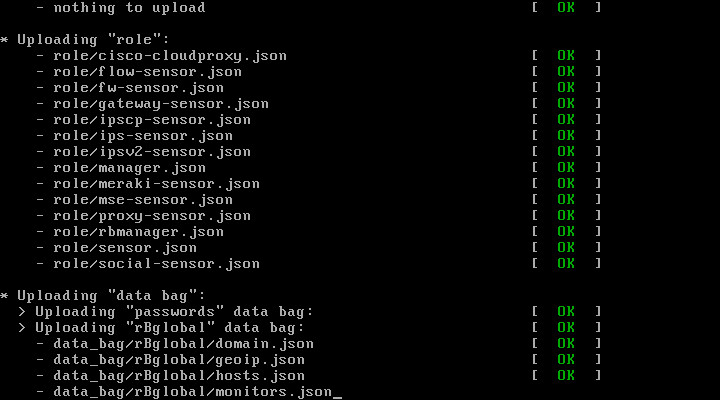 - nothing to upload [ OK ]
* Uploading "role":
- role/cisco-cloudproxy.json [ OK ]
- role/flow-sensor.json [ OK ]
- role/fw-sensor.json [ OK ]
- role/gateway-sensor.json [ OK ]
- role/ipscp-sensor.json [ OK ]
- role/ips-sensor.json [ OK ]
- role/ipsv2-sensor.json [ OK ]
- role/manager.json [ OK ]
- role/meraki-sensor.json [ OK ]
- role/mse-sensor.json [ OK ]
- role/proxy-sensor.json [ OK ]
- role/rbmanager.json [ OK ]
- role/sensor.json [ OK ]
- role/social-sensor.json [ OK ]
* Uploading "data bag":
> Uploading "passwords" data bag: [ OK ]
> Uploading "rBglobal" data bag: [ OK ]
- data_bag/rBglobal/domain.json [ OK ]
- data_bag/rBglobal/geoip.json [ OK ]
- data_bag/rBglobal/hosts.json [ OK ]
- data_bag/rBglobal/monitors.json_